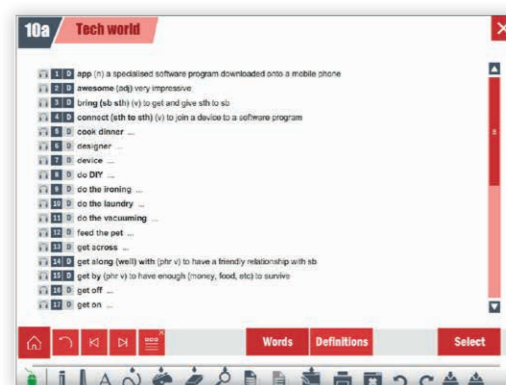 10a Tech world
1 D app (n) a specialised software program downloaded onto a mobile phone
2 D awesome (adj) very impressive
3 D bring (sb sth) (v) to get and give sth to sb
4 D connect (sth to sth) (v) to join a device to a software program
5 D cook dinner ...
6 D designer ...
7 D device ...
8 D do DIY ...
9 D do the ironing ...
10 D do the laundry ...
11 D do the vacuuming ...
12 D feed the pet ...
13 D get across ...
14 D get along (well) with (phr v) to have a friendly relationship with sb
15 D get by (phr v) to have enough (money, food, etc) to survive
16 D get off ...
17 D get on ...
Words Definitions Select